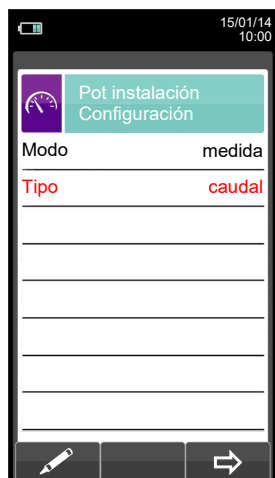 15/01/14
10:00
Pot instalación
Configuración
Modo medida
Tipo caudal